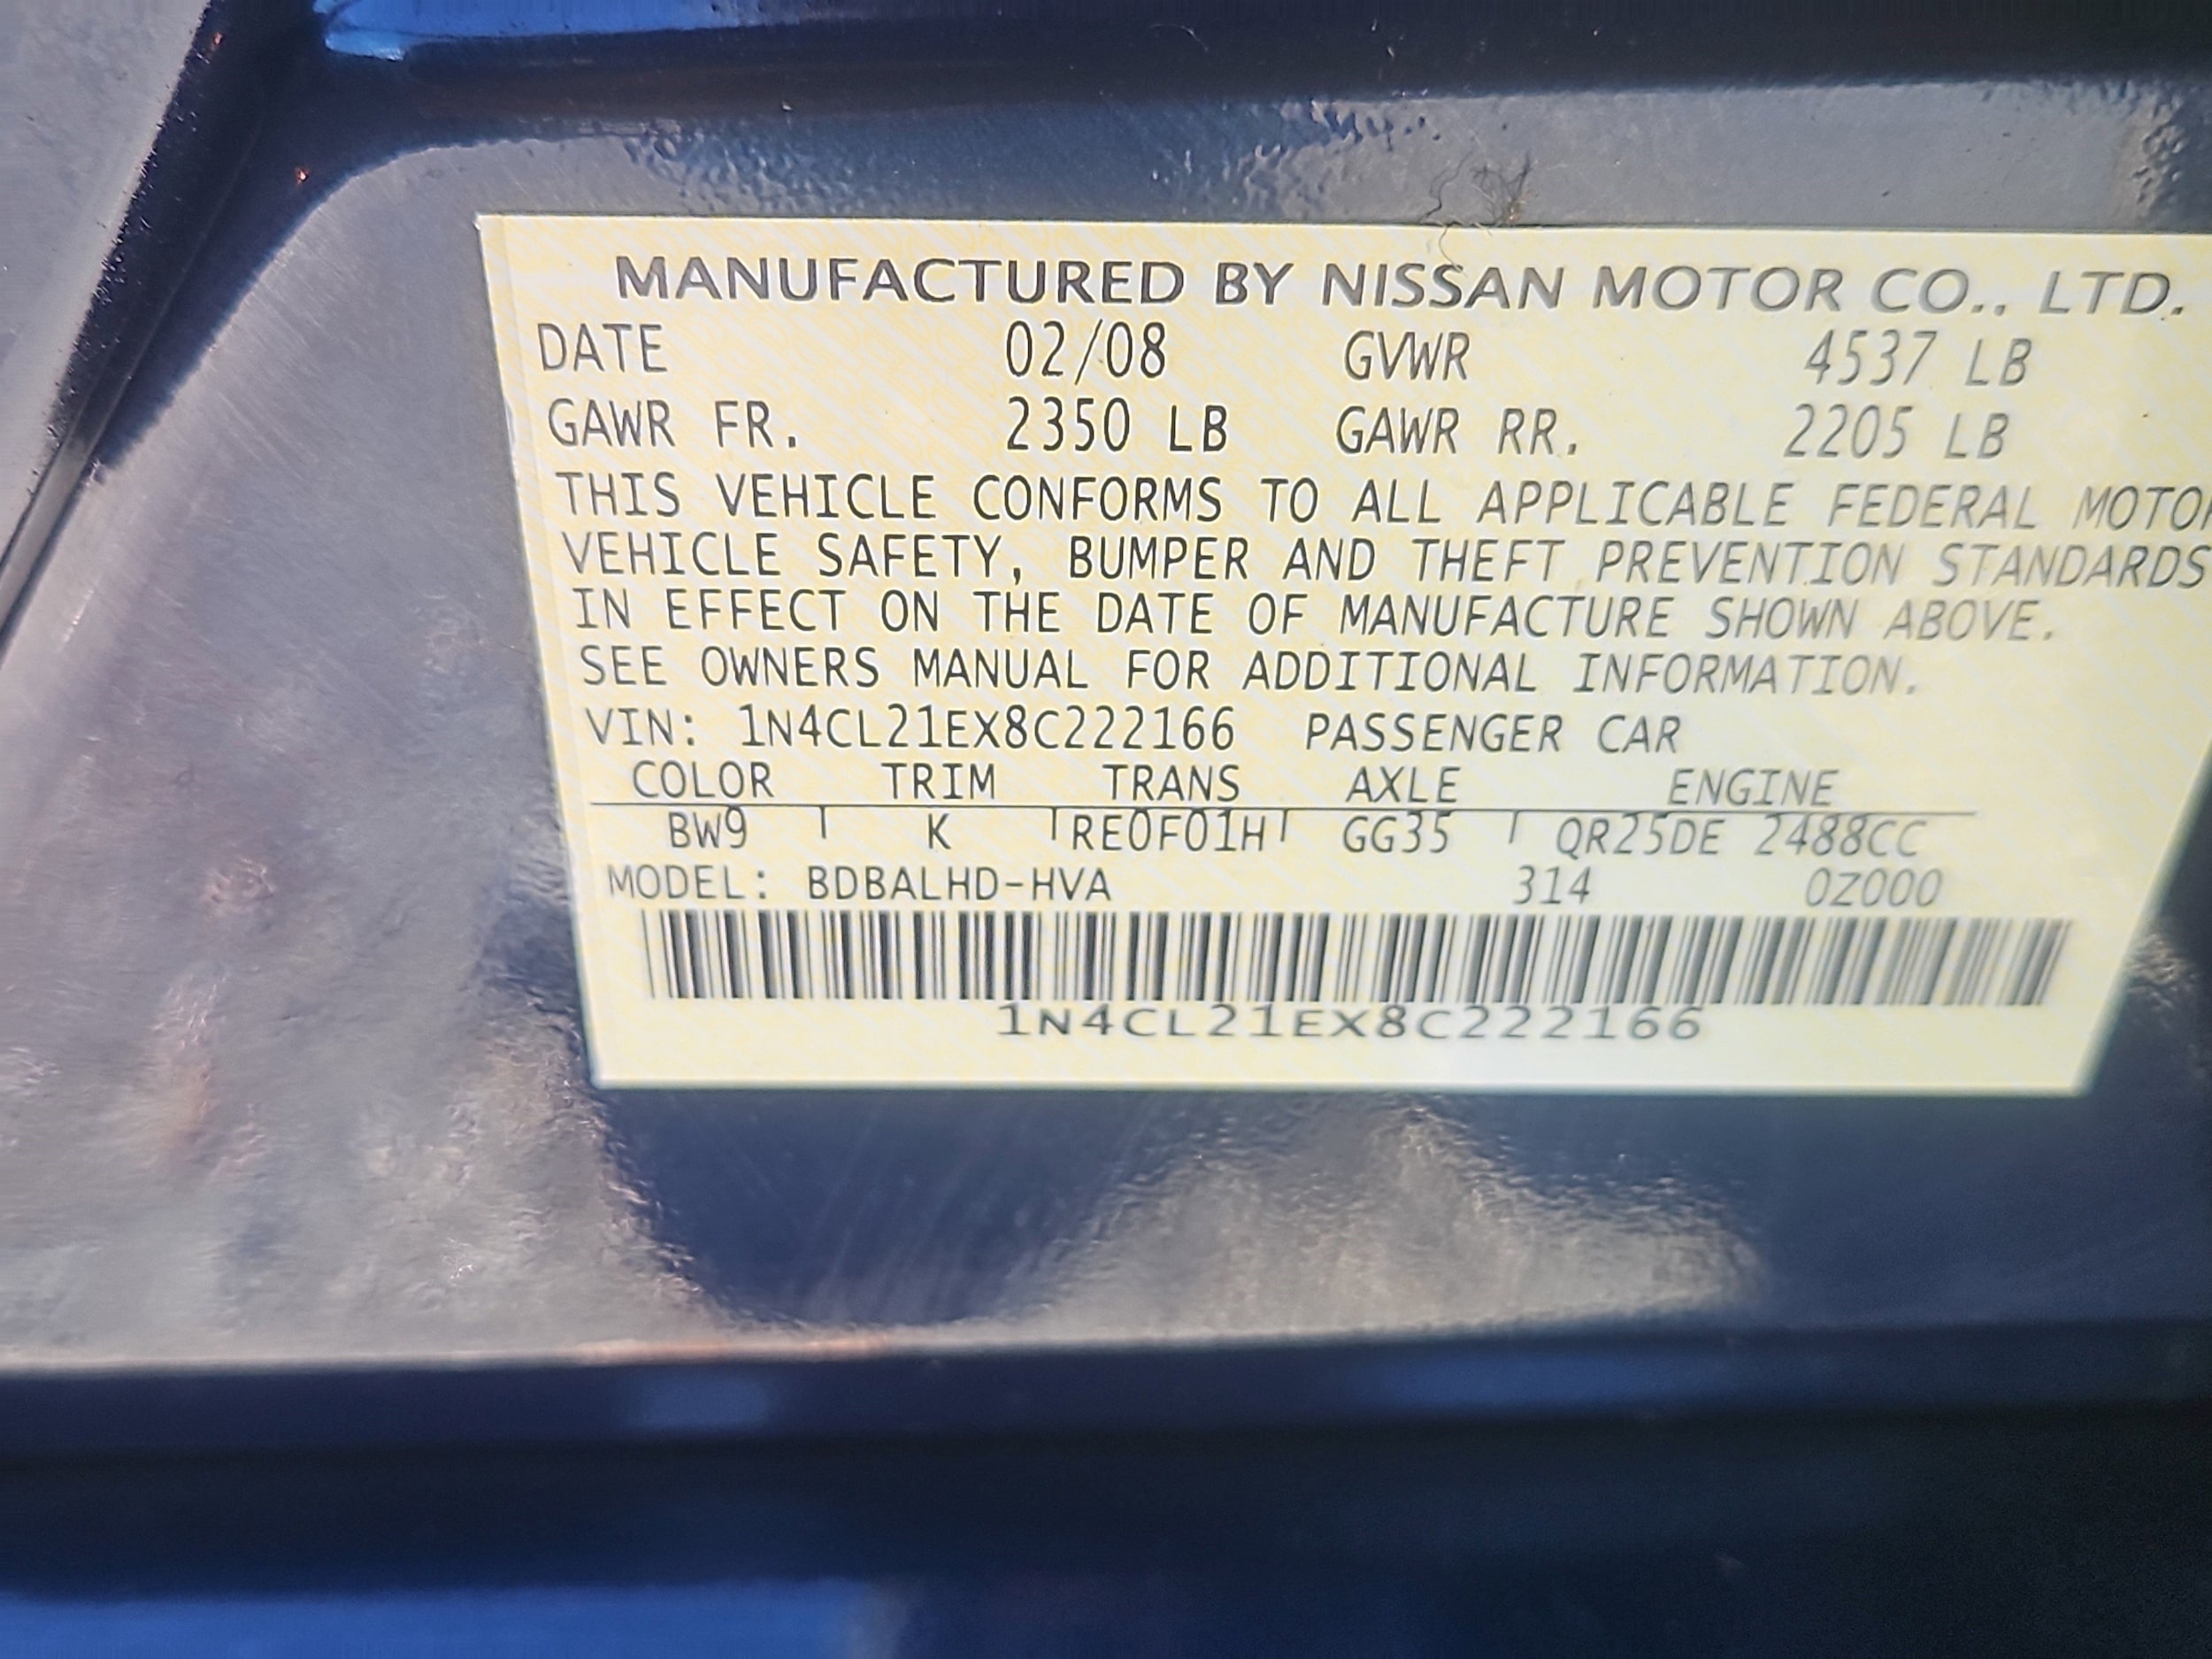 MANUFACTURED BY NISSAN MOTOR CO., LTD.
DATE 02/08 GVWR 4537 LB
GAWR FR. 2350 LB GAWR RR. 2205 LB
THIS VEHICLE CONFORMS TO ALL APPLICABLE FEDERAL MOTOR
VEHICLE SAFETY, BUMPER AND THEFT PREVENTION STANDARDS
IN EFFECT ON THE DATE OF MANUFACTURE SHOWN ABOVE.
SEE OWNERS MANUAL FOR ADDITIONAL INFORMATION.
VIN: 1N4CL21EX8C222166 PASSENGER CAR
COLOR TRIM TRANS AXLE ENGINE
BW9 K RE0F01H GG35 QR25DE 2488CC
MODEL: BDBALHD-HVA 314 0Z000
1N4CL21EX8C222166